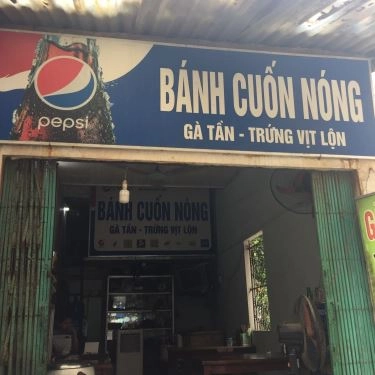 pepsi
BÁNH CUỐN NÓNG
GÀ TẦN - TRỨNG VỊT LỘN
BÁNH CUỐN NÓNG
GÀ TẦN - TRỨNG VỊT LỘN
G